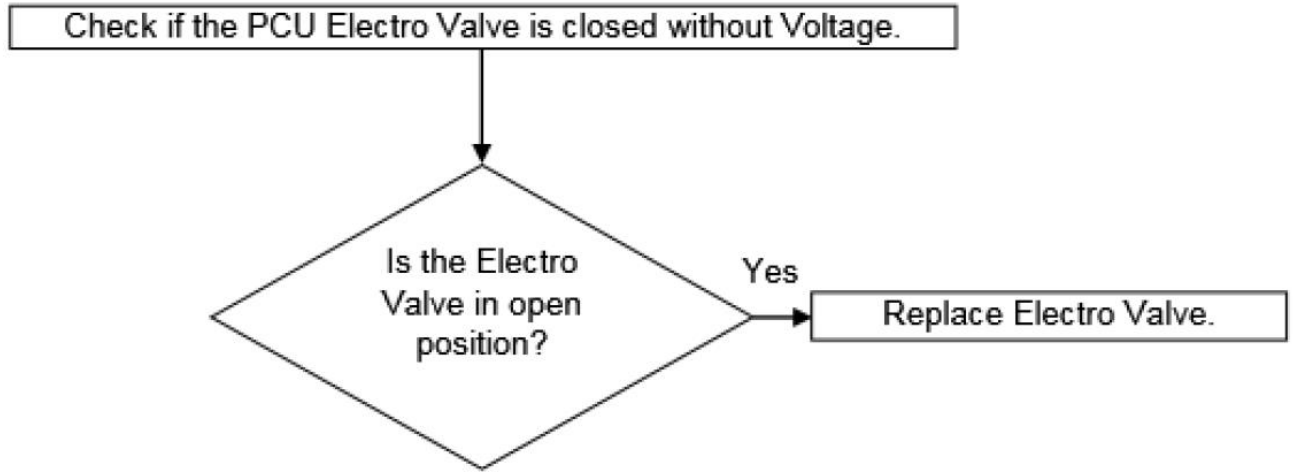 Check if the PCU Electro Valve is closed without Voltage.
Is the Electro
Valve in open
position?
Yes
Replace Electro Valve.